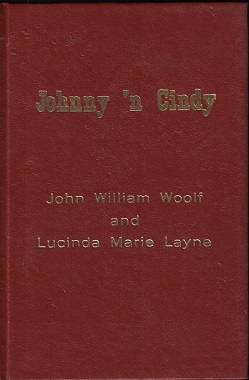 Johnny 'n Cindy
John William Woolf
and
Lucinda Marie Layne